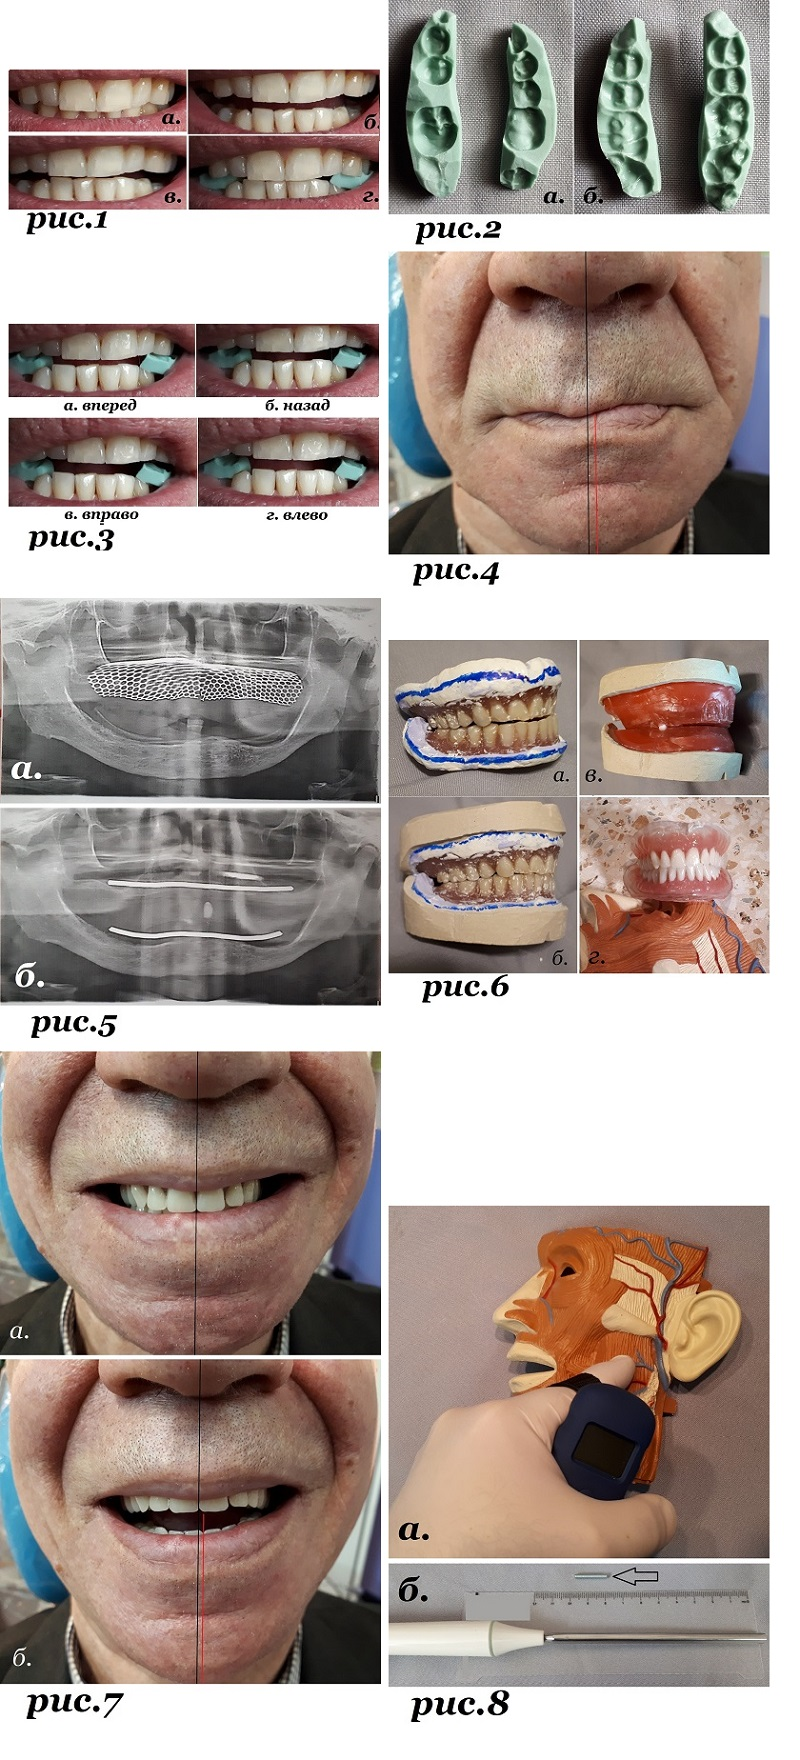 а.
б.
в.
г.
рис.1
а.
б.
рис.2
а. вперед
б. назад
в. вправо
г. влево
рис.3
рис.4
а.
б.
рис.5
а.
в.
б.
г.
рис.6
а.
б.
рис.7
а.
б.
рис.8